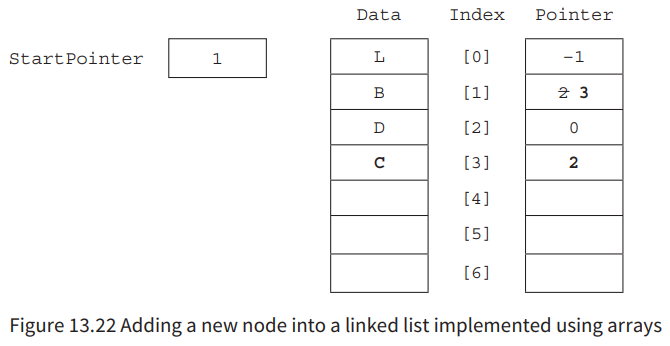 Data Index Pointer
StartPointer 1 L [0] –1
B [1] 2 3
D [2] 0
C [3] 2
[4]
[5]
[6]
Figure 13.22 Adding a new node into a linked list implemented using arrays